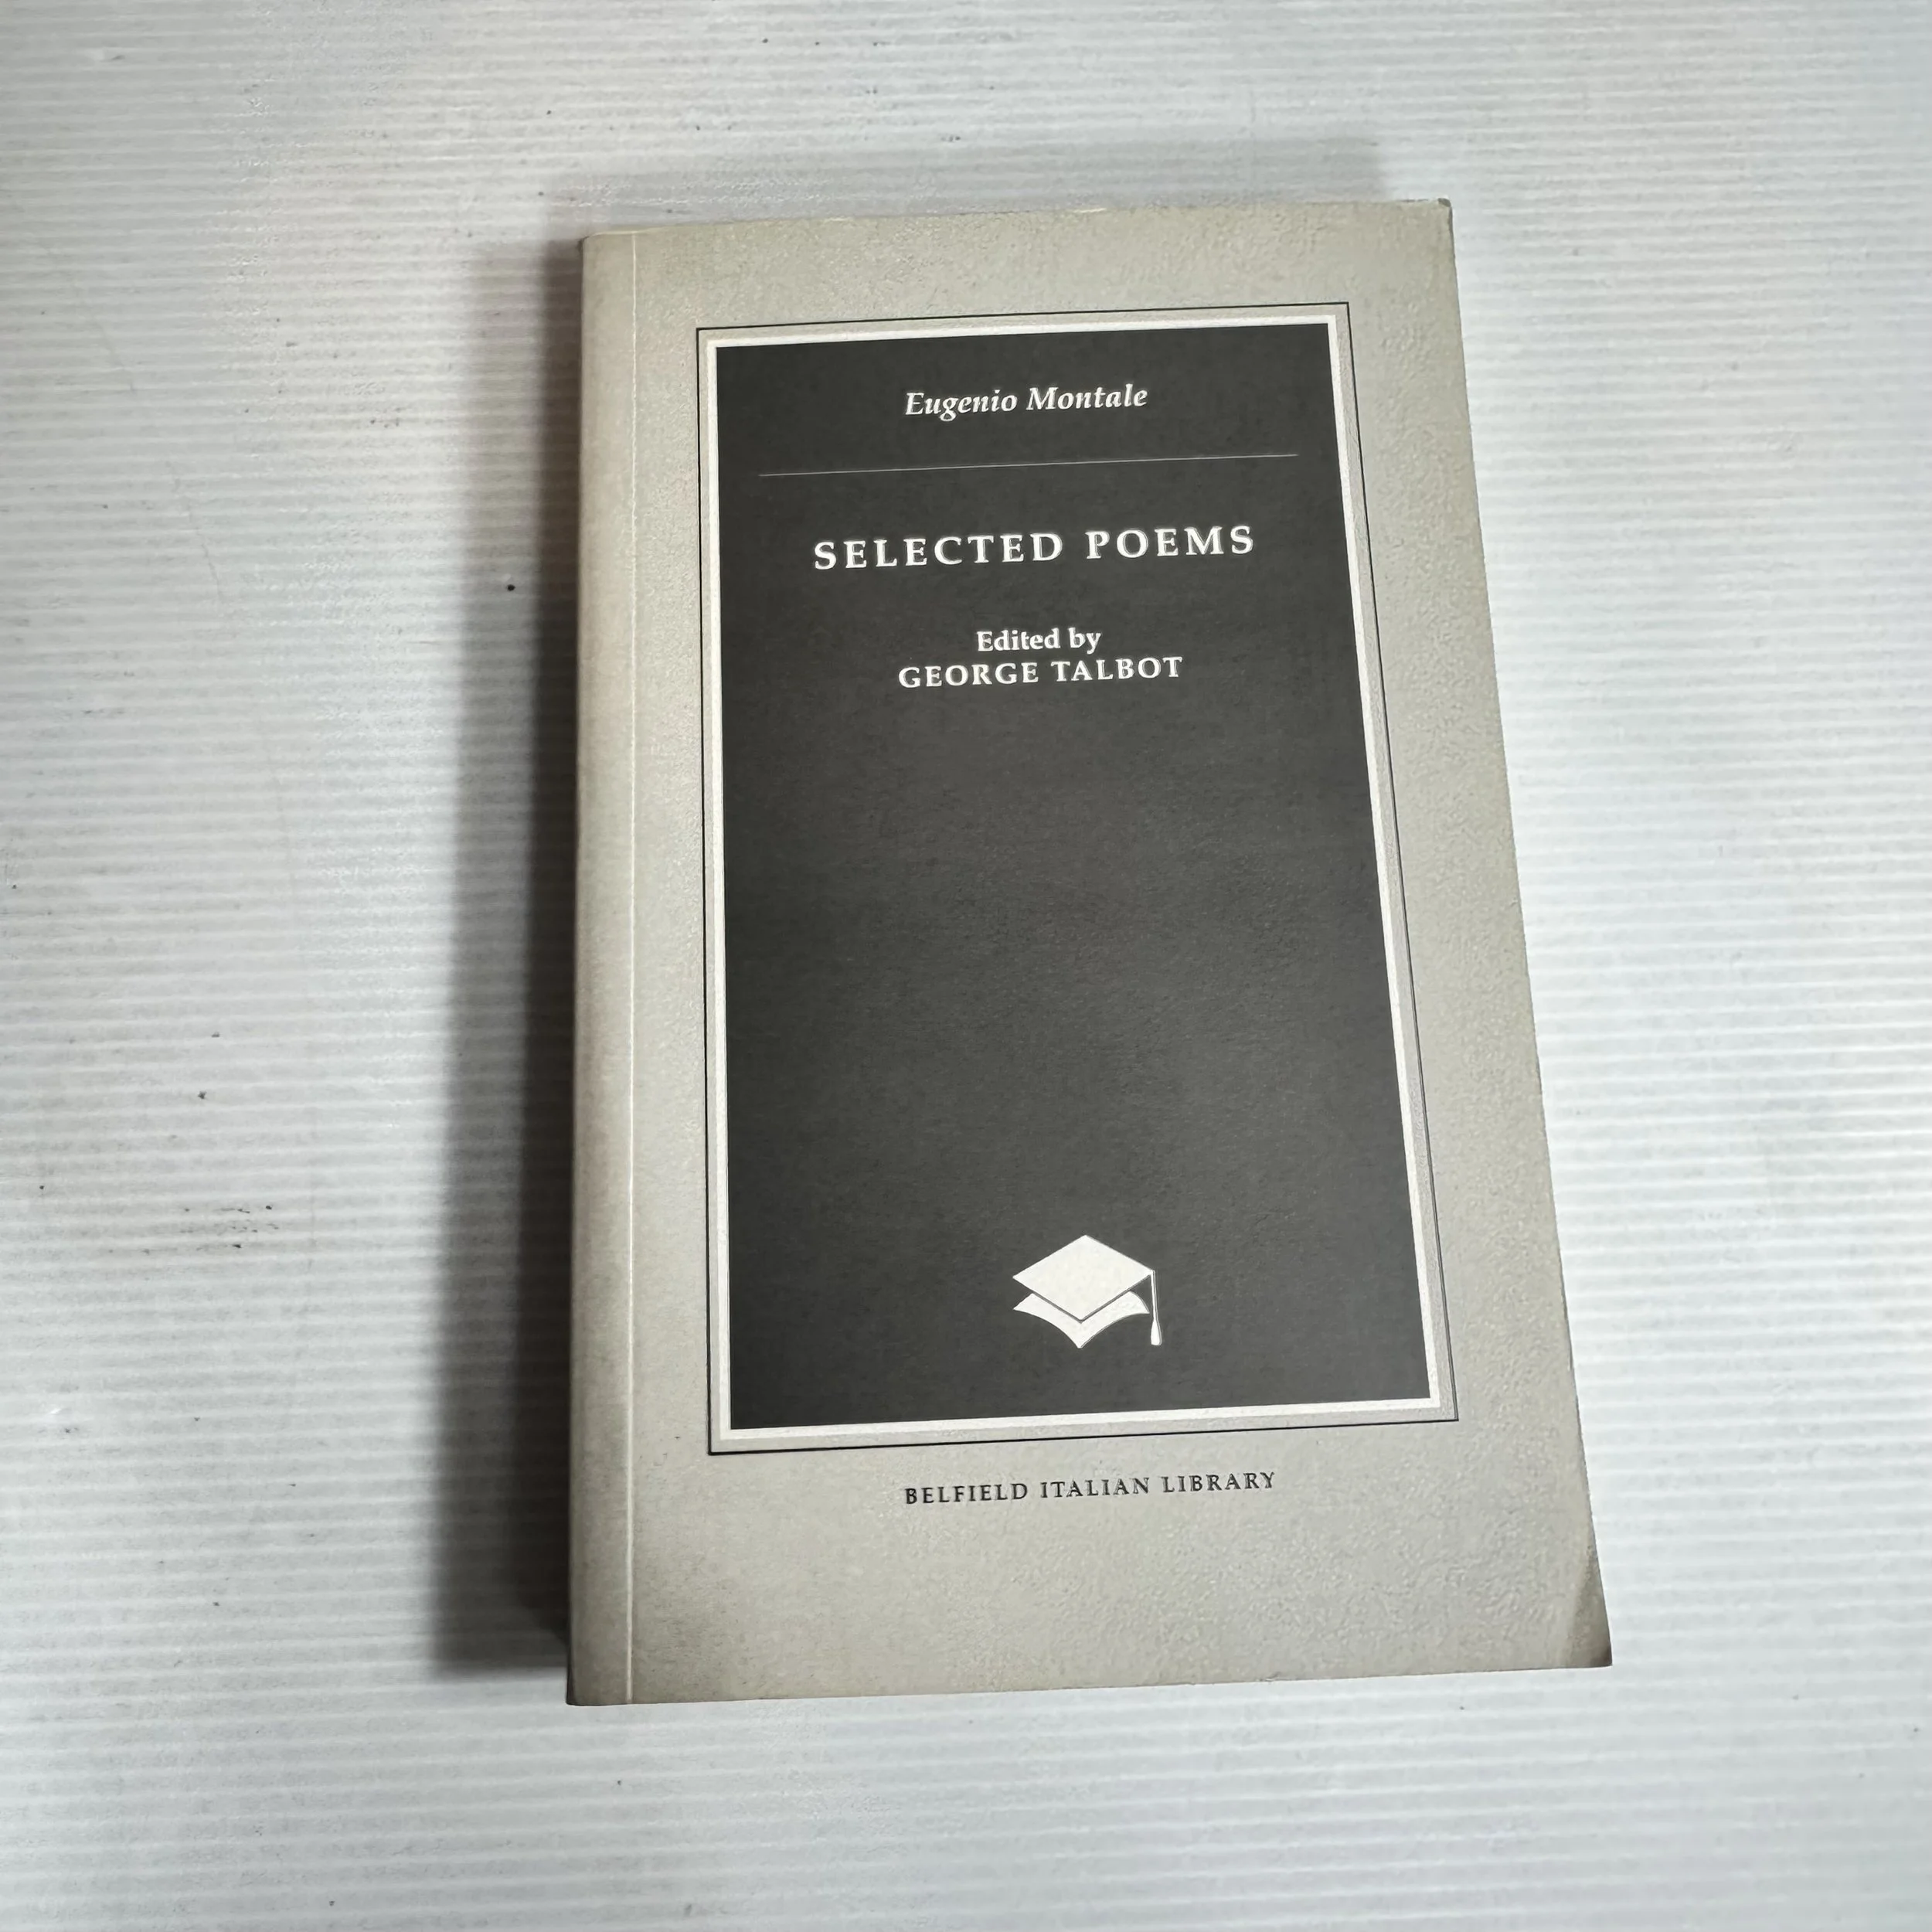 Eugenio Montale
SELECTED POEMS
Edited by
GEORGE TALBOT
BELFIELD ITALIAN LIBRARY